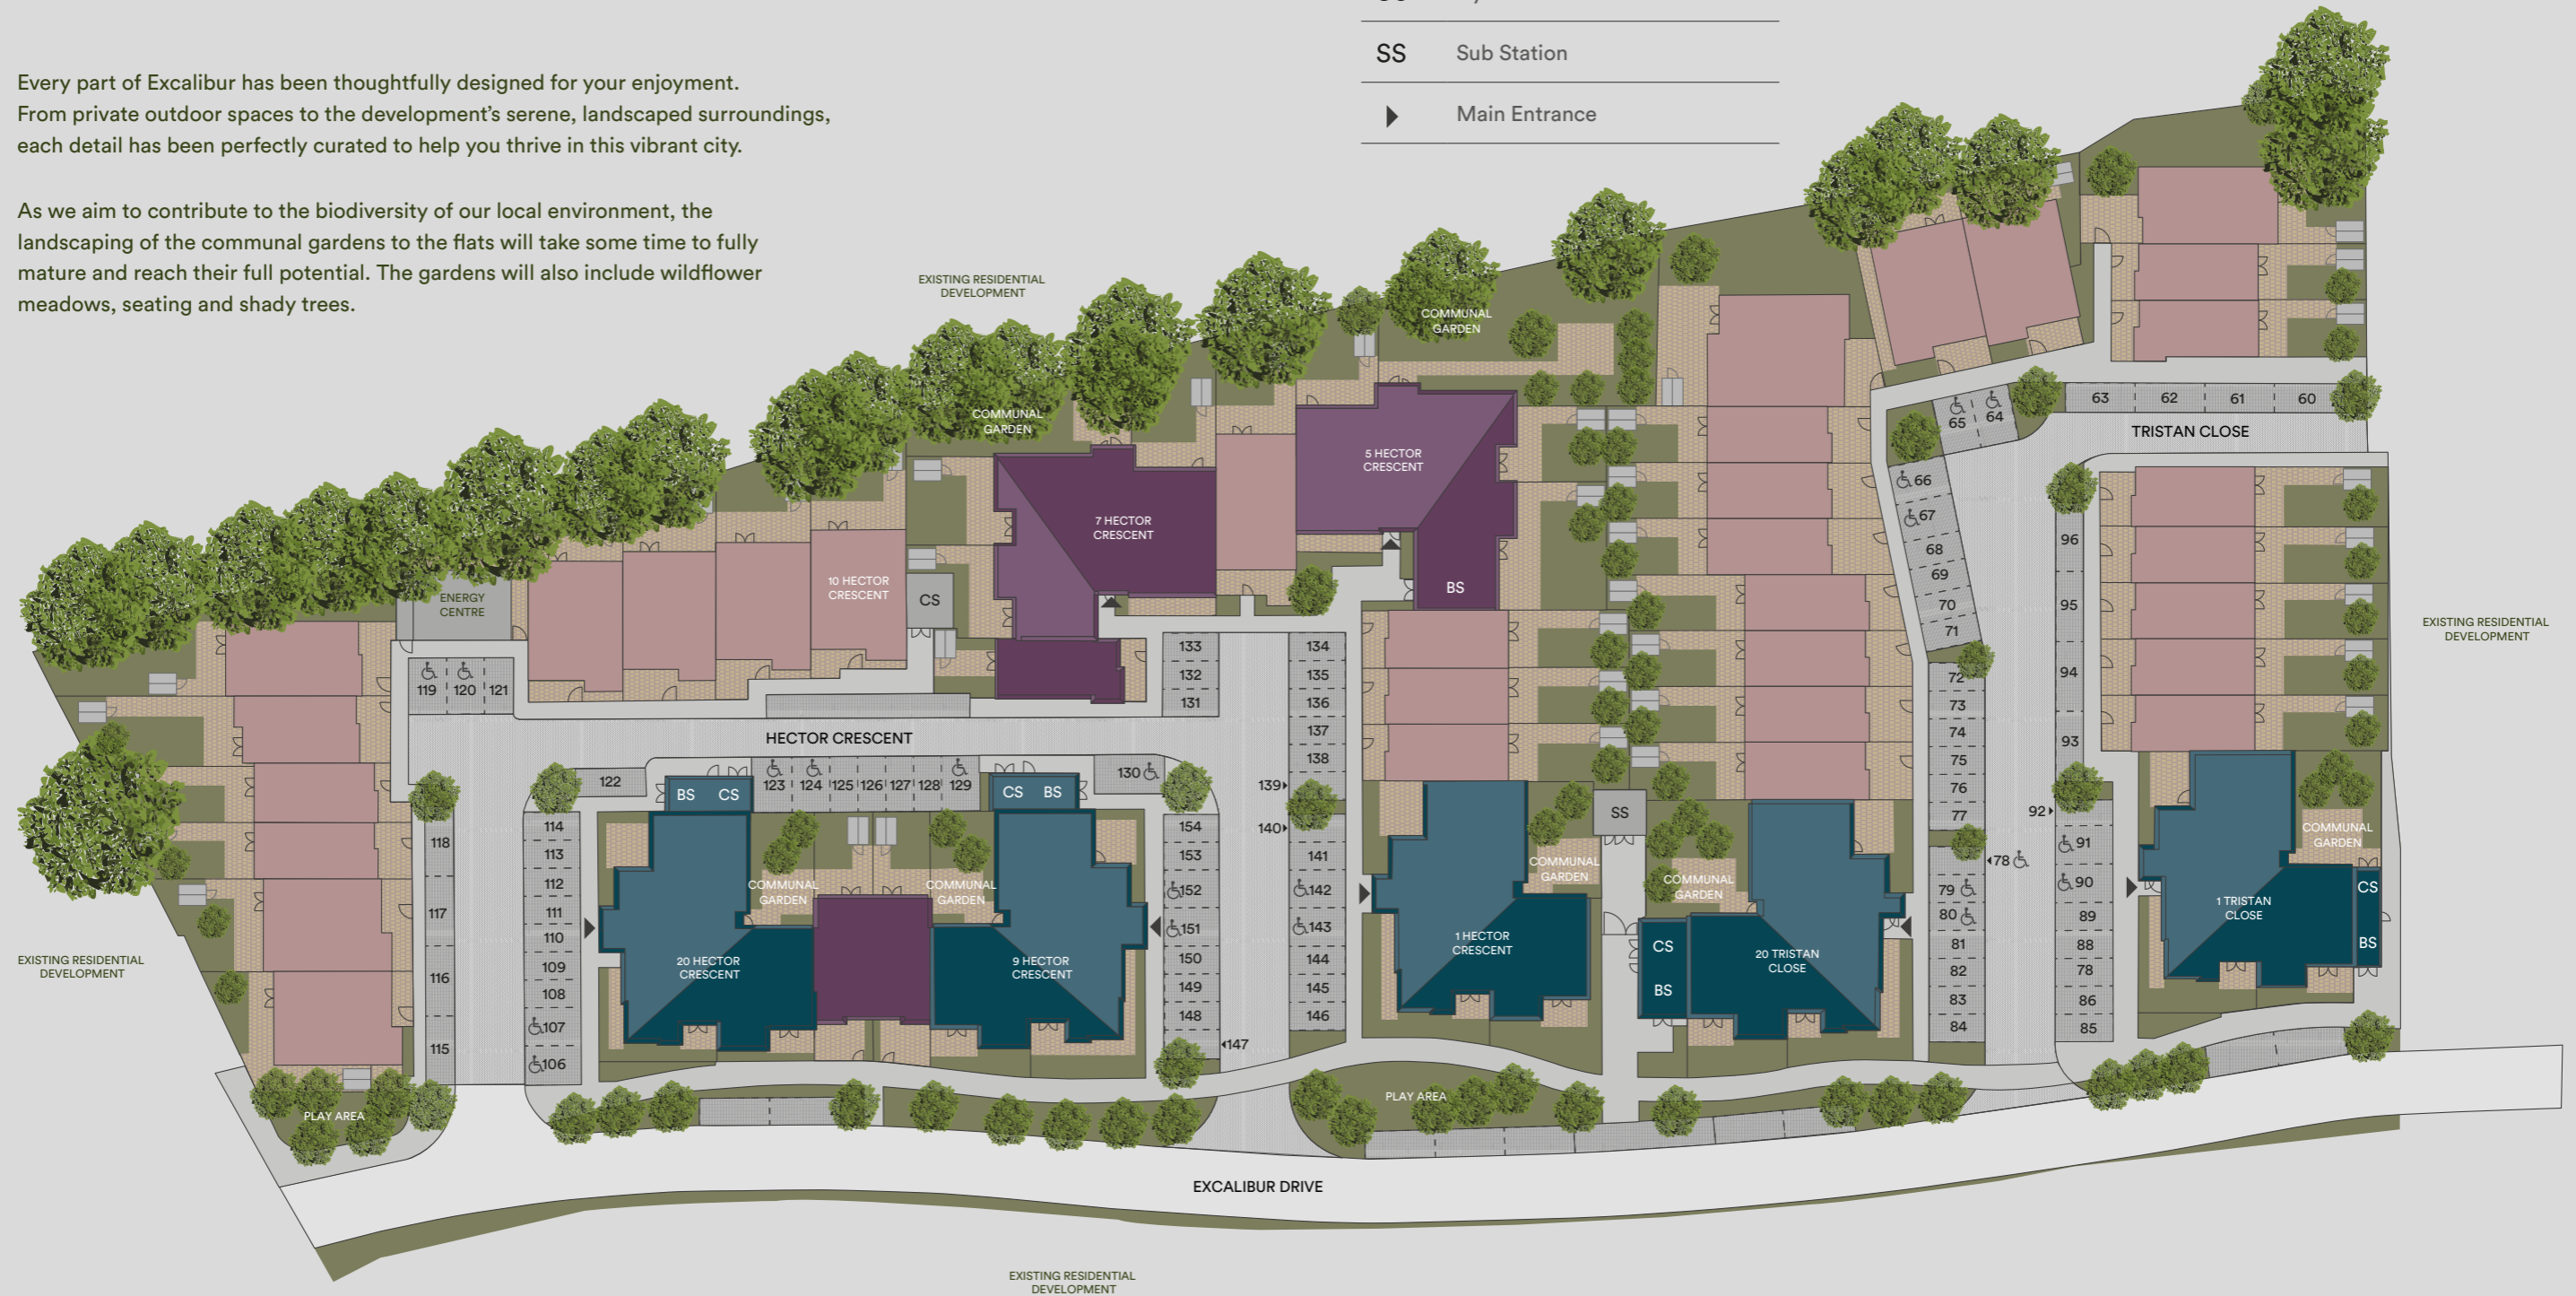 Every part of Excalibur has been thoughtfully designed for your enjoyment.
From private outdoor spaces to the development's serene, landscaped surroundings,
each detail has been perfectly curated to help you thrive in this vibrant city.
As we aim to contribute to the biodiversity of our local environment, the
landscaping of the communal gardens to the flats will take some time to fully
mature and reach their full potential. The gardens will also include wildflower
meadows, seating and shady trees.
SS Sub Station
Main Entrance
EXISTING RESIDENTIAL
DEVELOPMENT
COMMUNAL
GARDEN
COMMUNAL
GARDEN
5 HECTOR
CRESCENT
BS
7 HECTOR
CRESCENT
10 HECTOR
CRESCENT
CS
ENERGY
CENTRE
65
64
63
62
61
60
TRISTAN CLOSE
66
67
68
69
70
71
72
73
74
75
76
77
96
95
94
93
EXISTING RESIDENTIAL
DEVELOPMENT
119
120
121
133
132
131
134
135
136
137
138
139
140
HECTOR CRESCENT
122
BS
CS
123
124
125
126
127
128
129
CS
BS
130
118
117
116
115
114
113
112
111
110
109
108
107
106
COMMUNAL
GARDEN
COMMUNAL
GARDEN
20 HECTOR
CRESCENT
9 HECTOR
CRESCENT
154
153
152
151
150
149
148
147
141
142
143
144
145
146
SS
COMMUNAL
GARDEN
COMMUNAL
GARDEN
1 HECTOR
CRESCENT
CS
BS
20 TRISTAN
CLOSE
78
79
80
81
82
83
84
92
91
90
89
88
78
86
85
COMMUNAL
GARDEN
1 TRISTAN
CLOSE
CS
BS
EXISTING RESIDENTIAL
DEVELOPMENT
PLAY AREA
PLAY AREA
EXCALIBUR DRIVE
EXISTING RESIDENTIAL
DEVELOPMENT